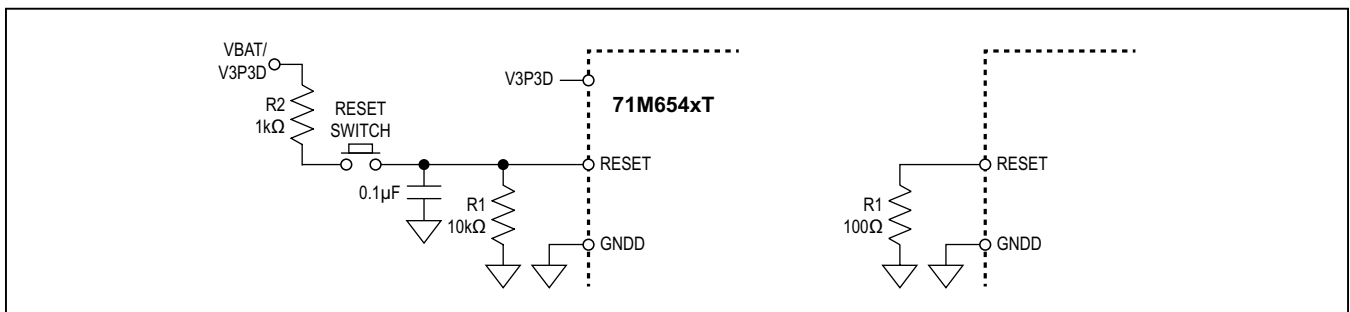 VBAT/
V3P3D
R2
1kΩ
RESET
SWITCH
0.1µF
R1
10kΩ
V3P3D
71M654xT
RESET
GNDD
R1
100Ω
RESET
GNDD